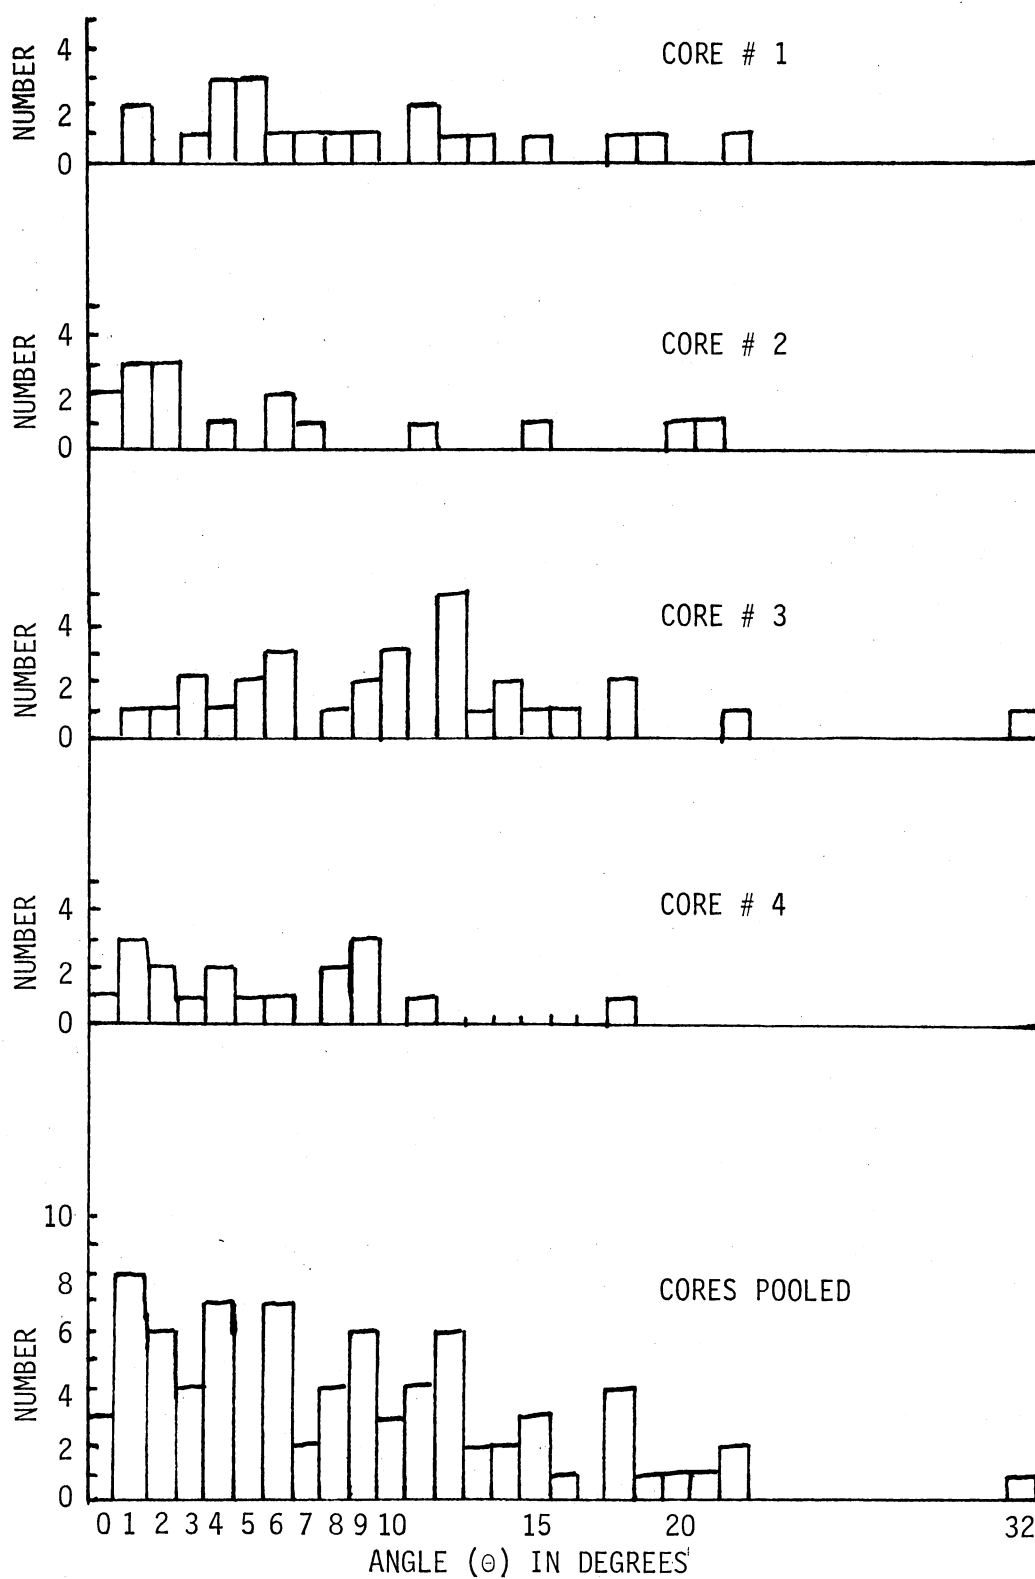 CORE # 1
NUMBER
4
2
0
CORE # 2
NUMBER
4
2
0
CORE # 3
NUMBER
4
2
0
CORE # 4
NUMBER
4
2
0
CORES POOLED
NUMBER
10
8
6
4
2
0
0 1 2 3 4 5 6 7 8 9 10 15 20 32
ANGLE (Θ) IN DEGREES